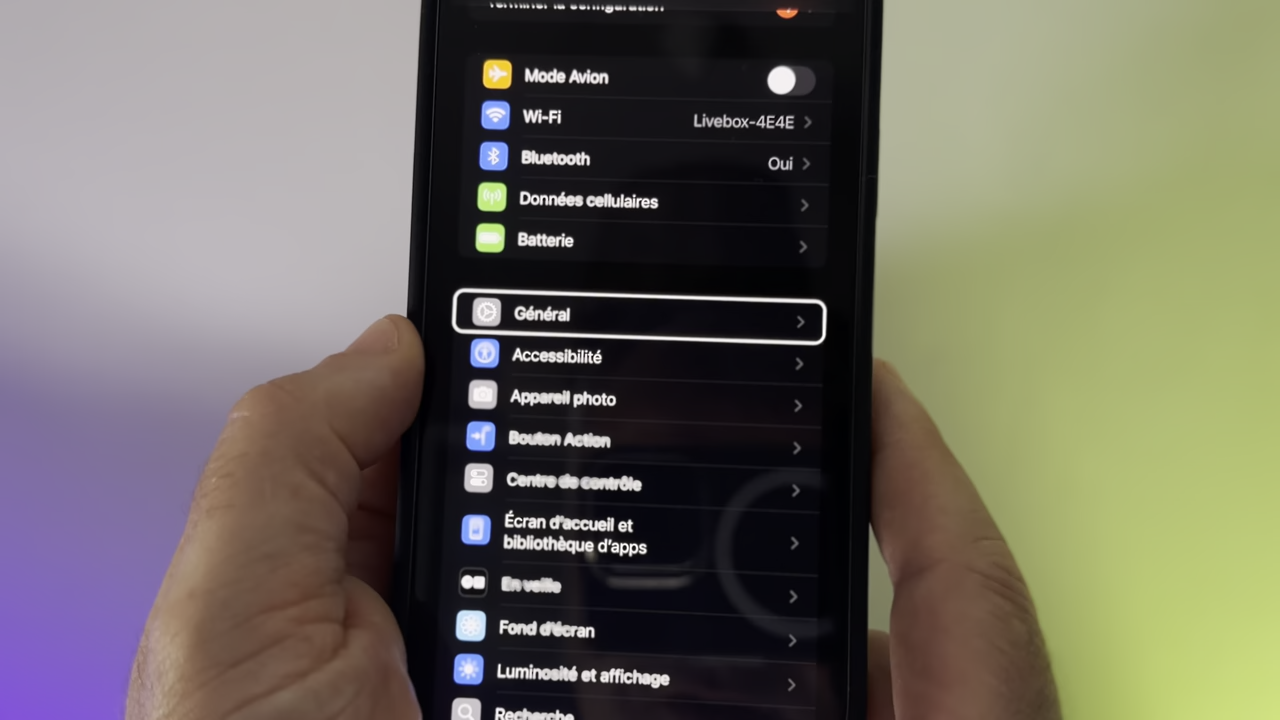 Terminer la configuration
Mode Avion
Wi-Fi Livebox-4E4E
Bluetooth Oui
Données cellulaires
Batterie
Général
Accessibilité
Appareil photo
Bouton Action
Centre de contrôle
Écran d'accueil et
bibliothèque d'apps
En veille
Fond d'écran
Luminosité et affichage
Recherche